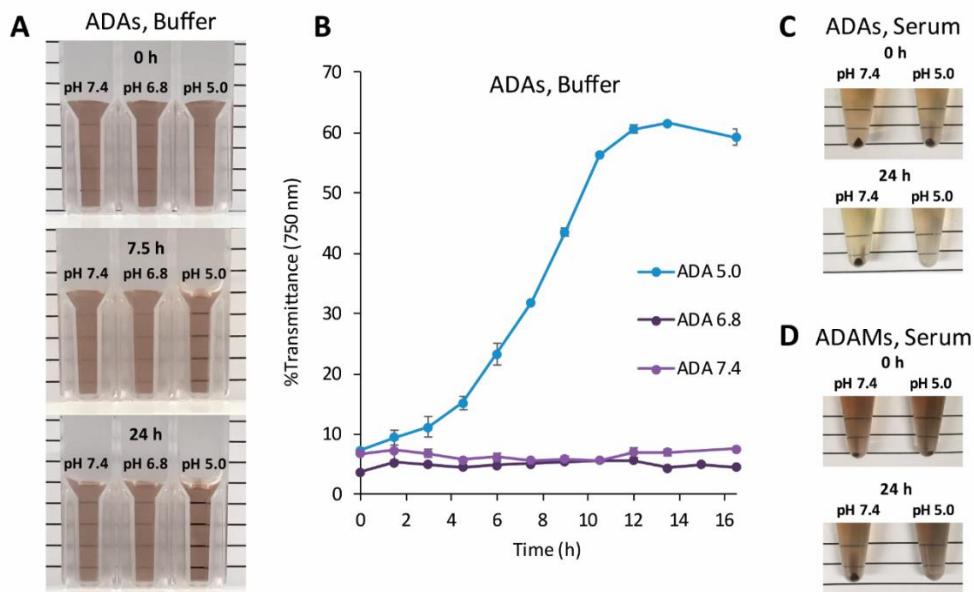 A
ADAs, Buffer
0 h
pH 7.4 pH 6.8 pH 5.0
7.5 h
pH 7.4 pH 6.8 pH 5.0
24 h
pH 7.4 pH 6.8 pH 5.0
B
ADAs, Buffer
%Transmittance (750 nm)
70
60
50
40
30
20
10
0
ADA 5.0
ADA 6.8
ADA 7.4
0 2 4 6 8 10 12 14 16
Time (h)
C
ADAs, Serum
0 h
pH 7.4 pH 5.0
24 h
pH 7.4 pH 5.0
D
ADAMs, Serum
0 h
pH 7.4 pH 5.0
24 h
pH 7.4 pH 5.0